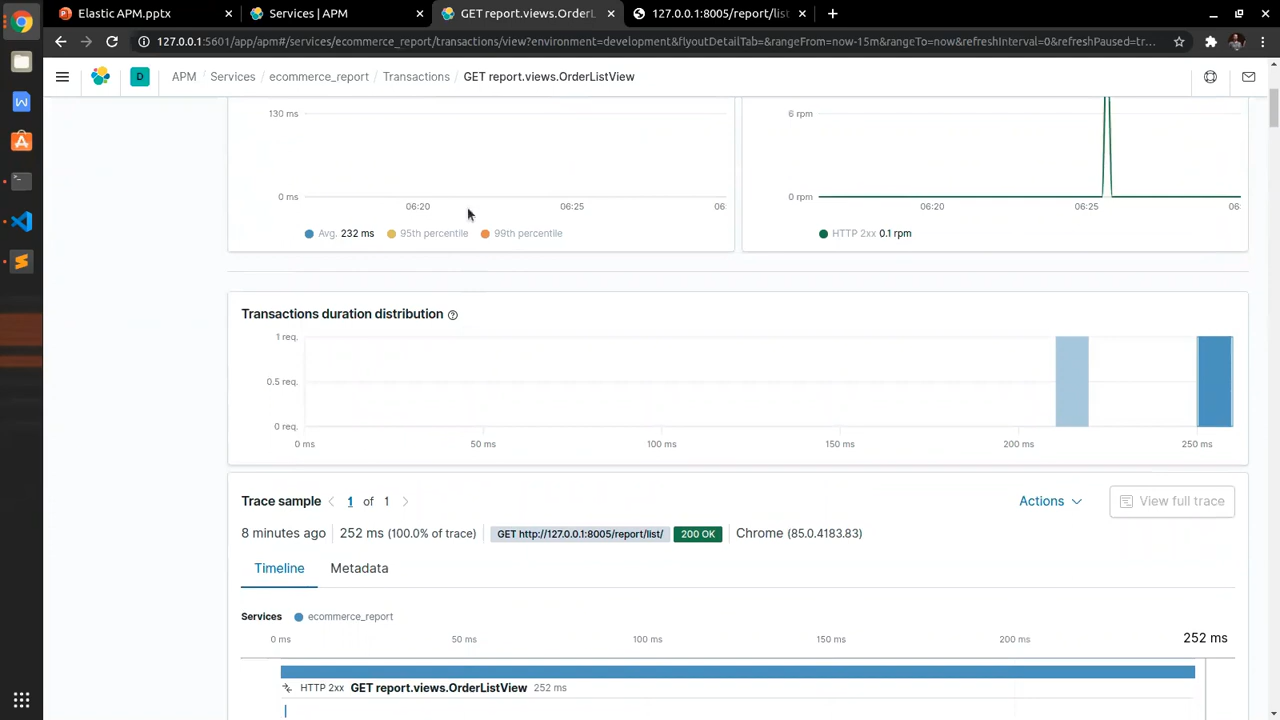 Elastic APM.pptx
Services | APM
GET report.views.OrderL
127.0.0.1:8005/report/list
127.0.0.1:5601/app/apm#/services/ecommerce_report/transactions/view?environment=development&flyoutDetailTab=&rangeFrom=now-15m&rangeTo=now&refreshInterval=0&refreshPaused=tr...
D APM / Services / ecommerce_report / Transactions / GET report.views.OrderListView
130 ms
0 ms
06:20 06:25 06:
Avg. 232 ms 95th percentile 99th percentile
6 rpm
0 rpm
06:20 06:25 06:
HTTP 2xx 0.1 rpm
Transactions duration distribution
1 req.
0.5 req.
0 req.
0 ms 50 ms 100 ms 150 ms 200 ms 250 ms
Trace sample 1 of 1 Actions View full trace
8 minutes ago 252 ms (100.0% of trace) GET http://127.0.0.1:8005/report/list/ 200 OK Chrome (85.0.4183.83)
Timeline Metadata
Services ecommerce_report
0 ms 50 ms 100 ms 150 ms 200 ms 252 ms
HTTP 2xx GET report.views.OrderListView 252 ms